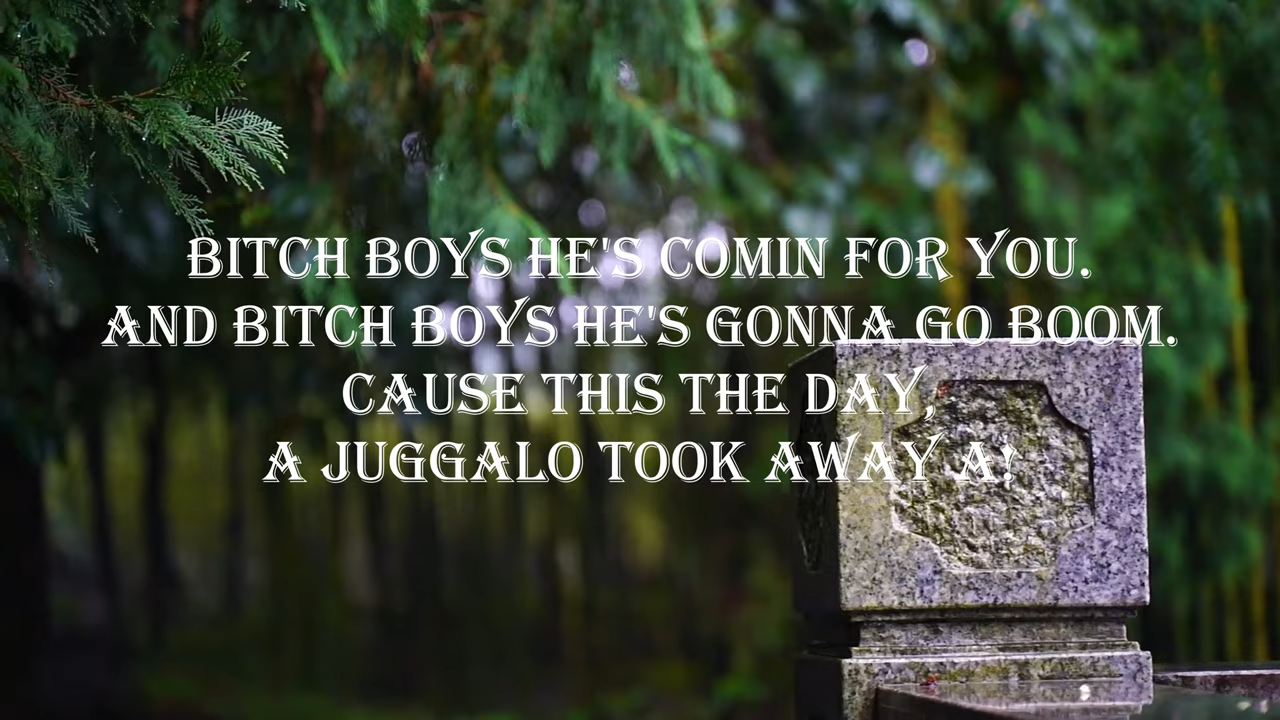 BITCH BOYS HE'S COMIN FOR YOU.
AND BITCH BOYS HE'S GONNA GO BOOM.
CAUSE THIS THE DAY,
A JUGGALO TOOK AWAY A!